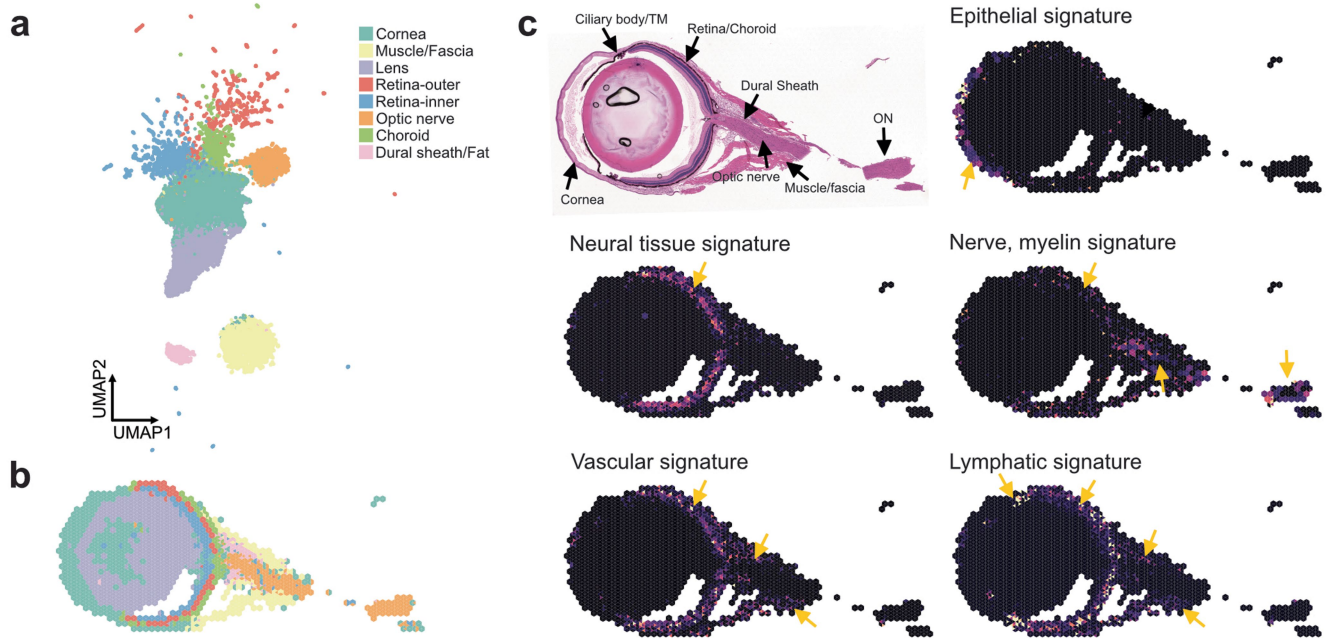 a
Cornea
Muscle/Fascia
Lens
Retina-outer
Retina-inner
Optic nerve
Choroid
Dural sheath/Fat
UMAP2
UMAP1
b
c
Ciliary body/TM
Retina/Choroid
Dural Sheath
ON
Optic nerve
Muscle/fascia
Cornea
Epithelial signature
Neural tissue signature
Nerve, myelin signature
Vascular signature
Lymphatic signature